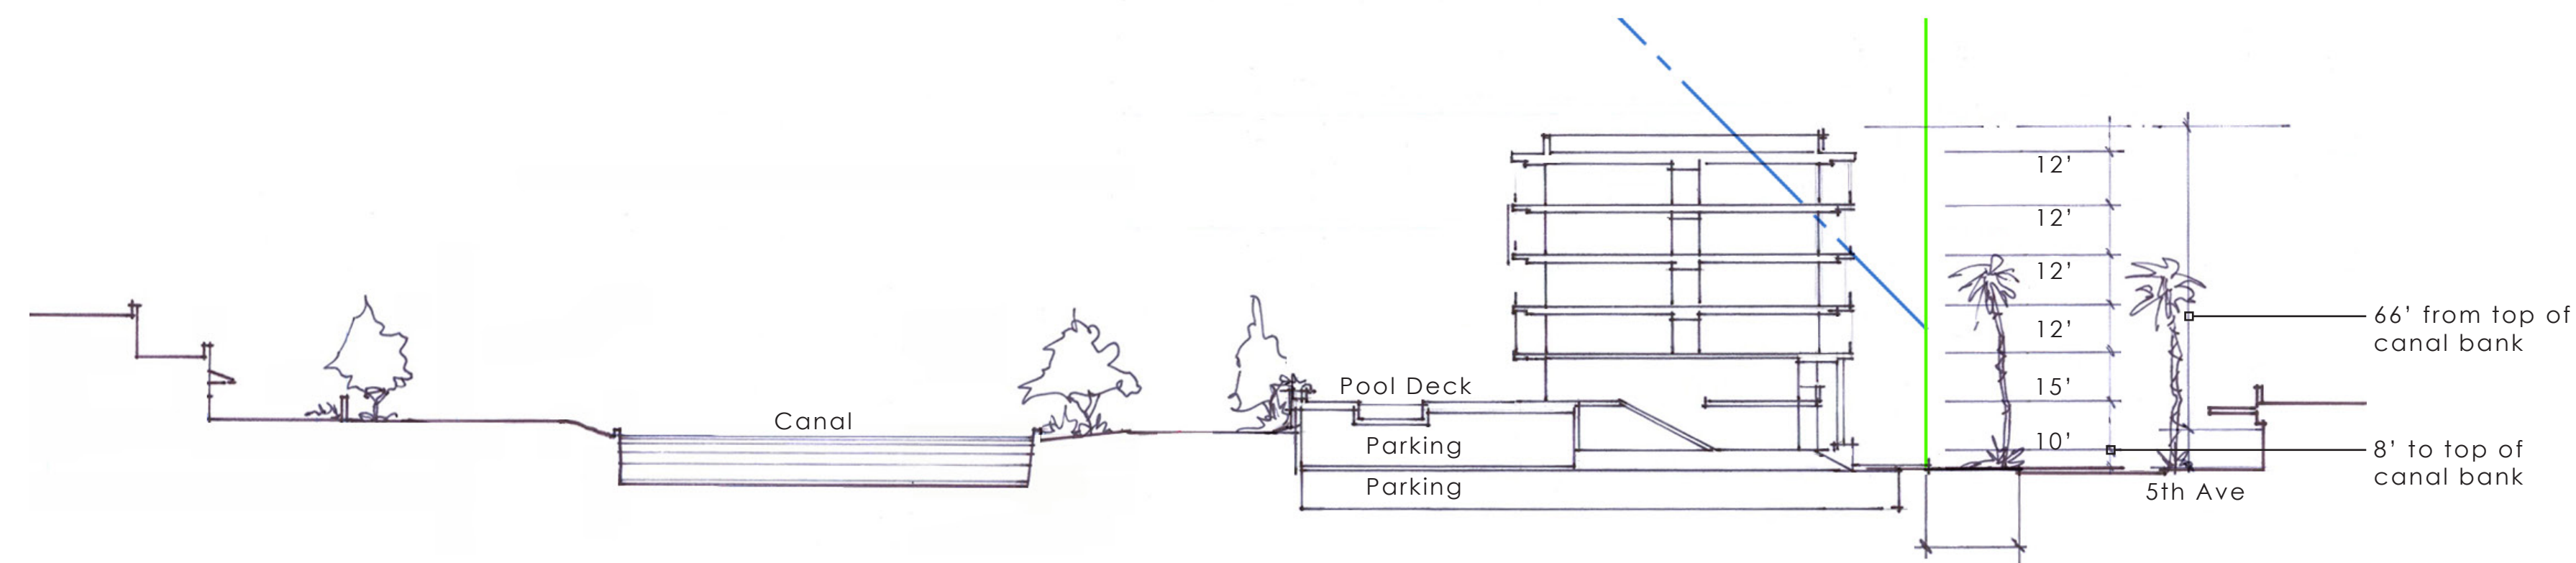 12’
12’
12’
12’
15’
10’
66’ from top of
canal bank
8’ to top of
canal bank
5th Ave
Pool Deck
Parking
Parking
Canal